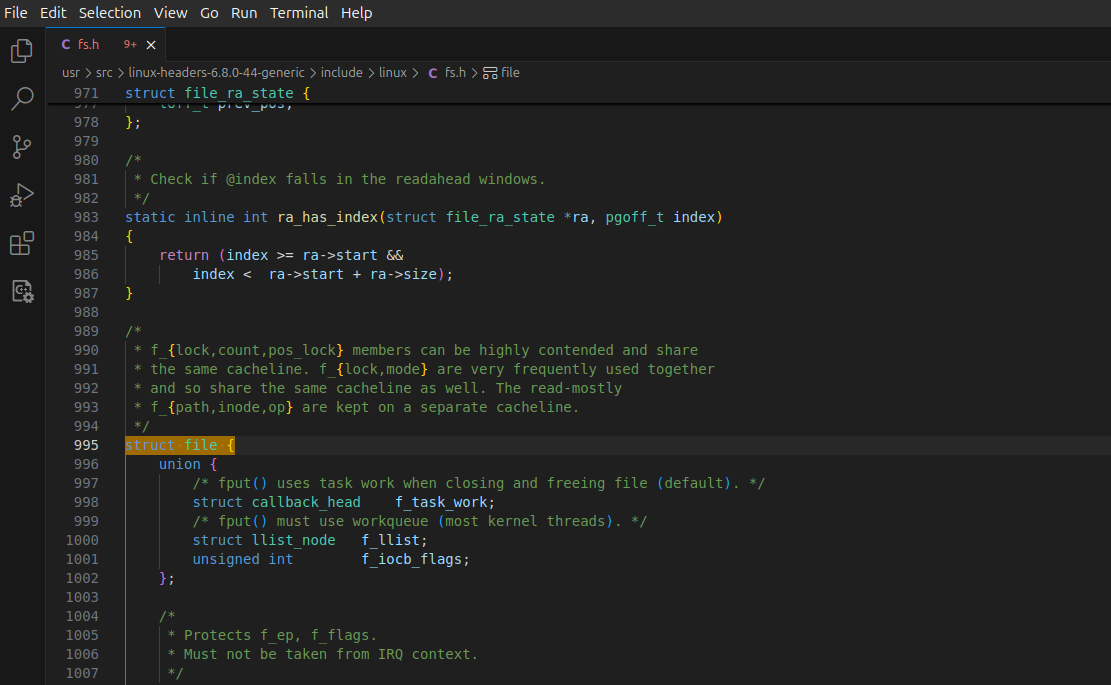 File Edit Selection View Go Run Terminal Help
C fs.h 9+ ×
usr > src > linux-headers-6.8.0-44-generic > include > linux > C fs.h > file
971 struct file_ra_state {
977 loff_t prev_pos;
978 };
979
980 /*
981 * Check if @index falls in the readahead windows.
982 */
983 static inline int ra_has_index(struct file_ra_state *ra, pgoff_t index)
984 {
985 return (index >= ra->start &&
986 index <  ra->start + ra->size);
987 }
988
989 /*
990 * f_{lock,count,pos_lock} members can be highly contended and share
991 * the same cacheline. f_{lock,mode} are very frequently used together
992 * and so share the same cacheline as well. The read-mostly
993 * f_{path,inode,op} are kept on a separate cacheline.
994 */
995 struct file {
996 union {
997 /* fput() uses task work when closing and freeing file (default). */
998 struct callback_head f_task_work;
999 /* fput() must use workqueue (most kernel threads). */
1000 struct llist_node f_llist;
1001 unsigned int f_iocb_flags;
1002 };
1003
1004 /*
1005 * Protects f_ep, f_flags.
1006 * Must not be taken from IRQ context.
1007 */